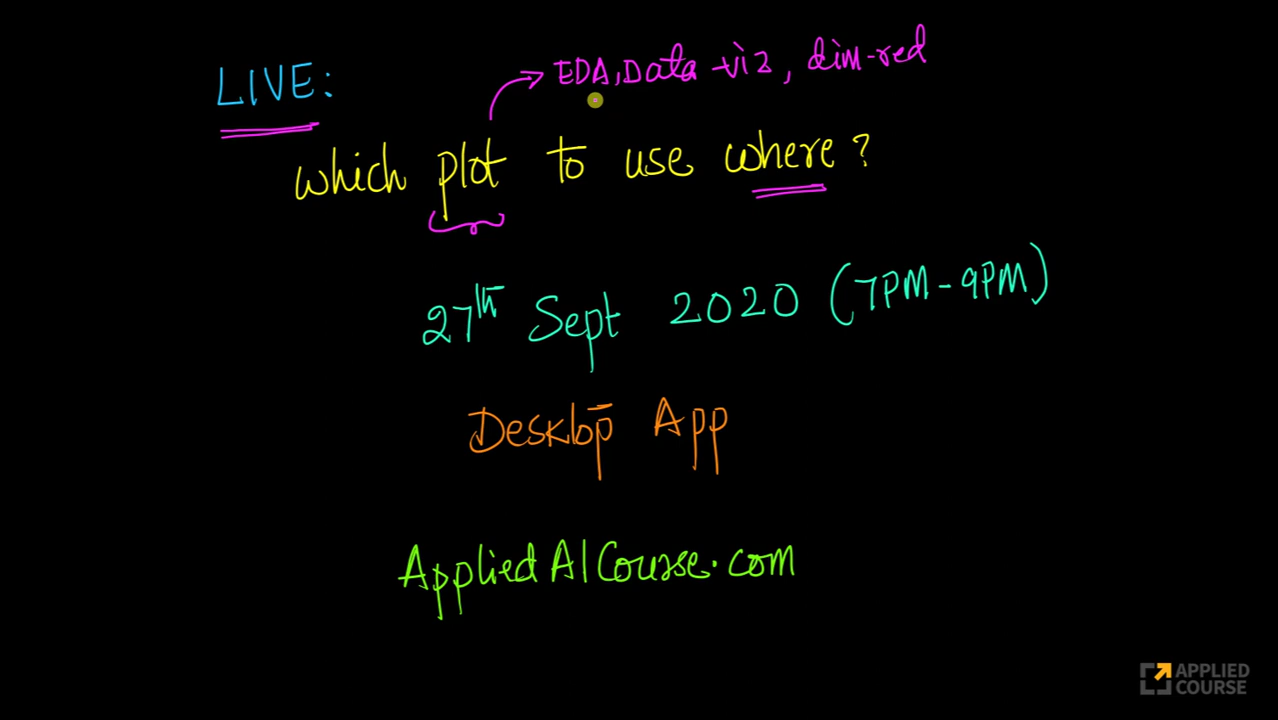 LIVE:
EDA, Data-viz, dim-red
which plot to use where?
27th Sept 2020 (7PM-9PM)
Desktop App
AppliedAICourse.com
APPLIED
COURSE